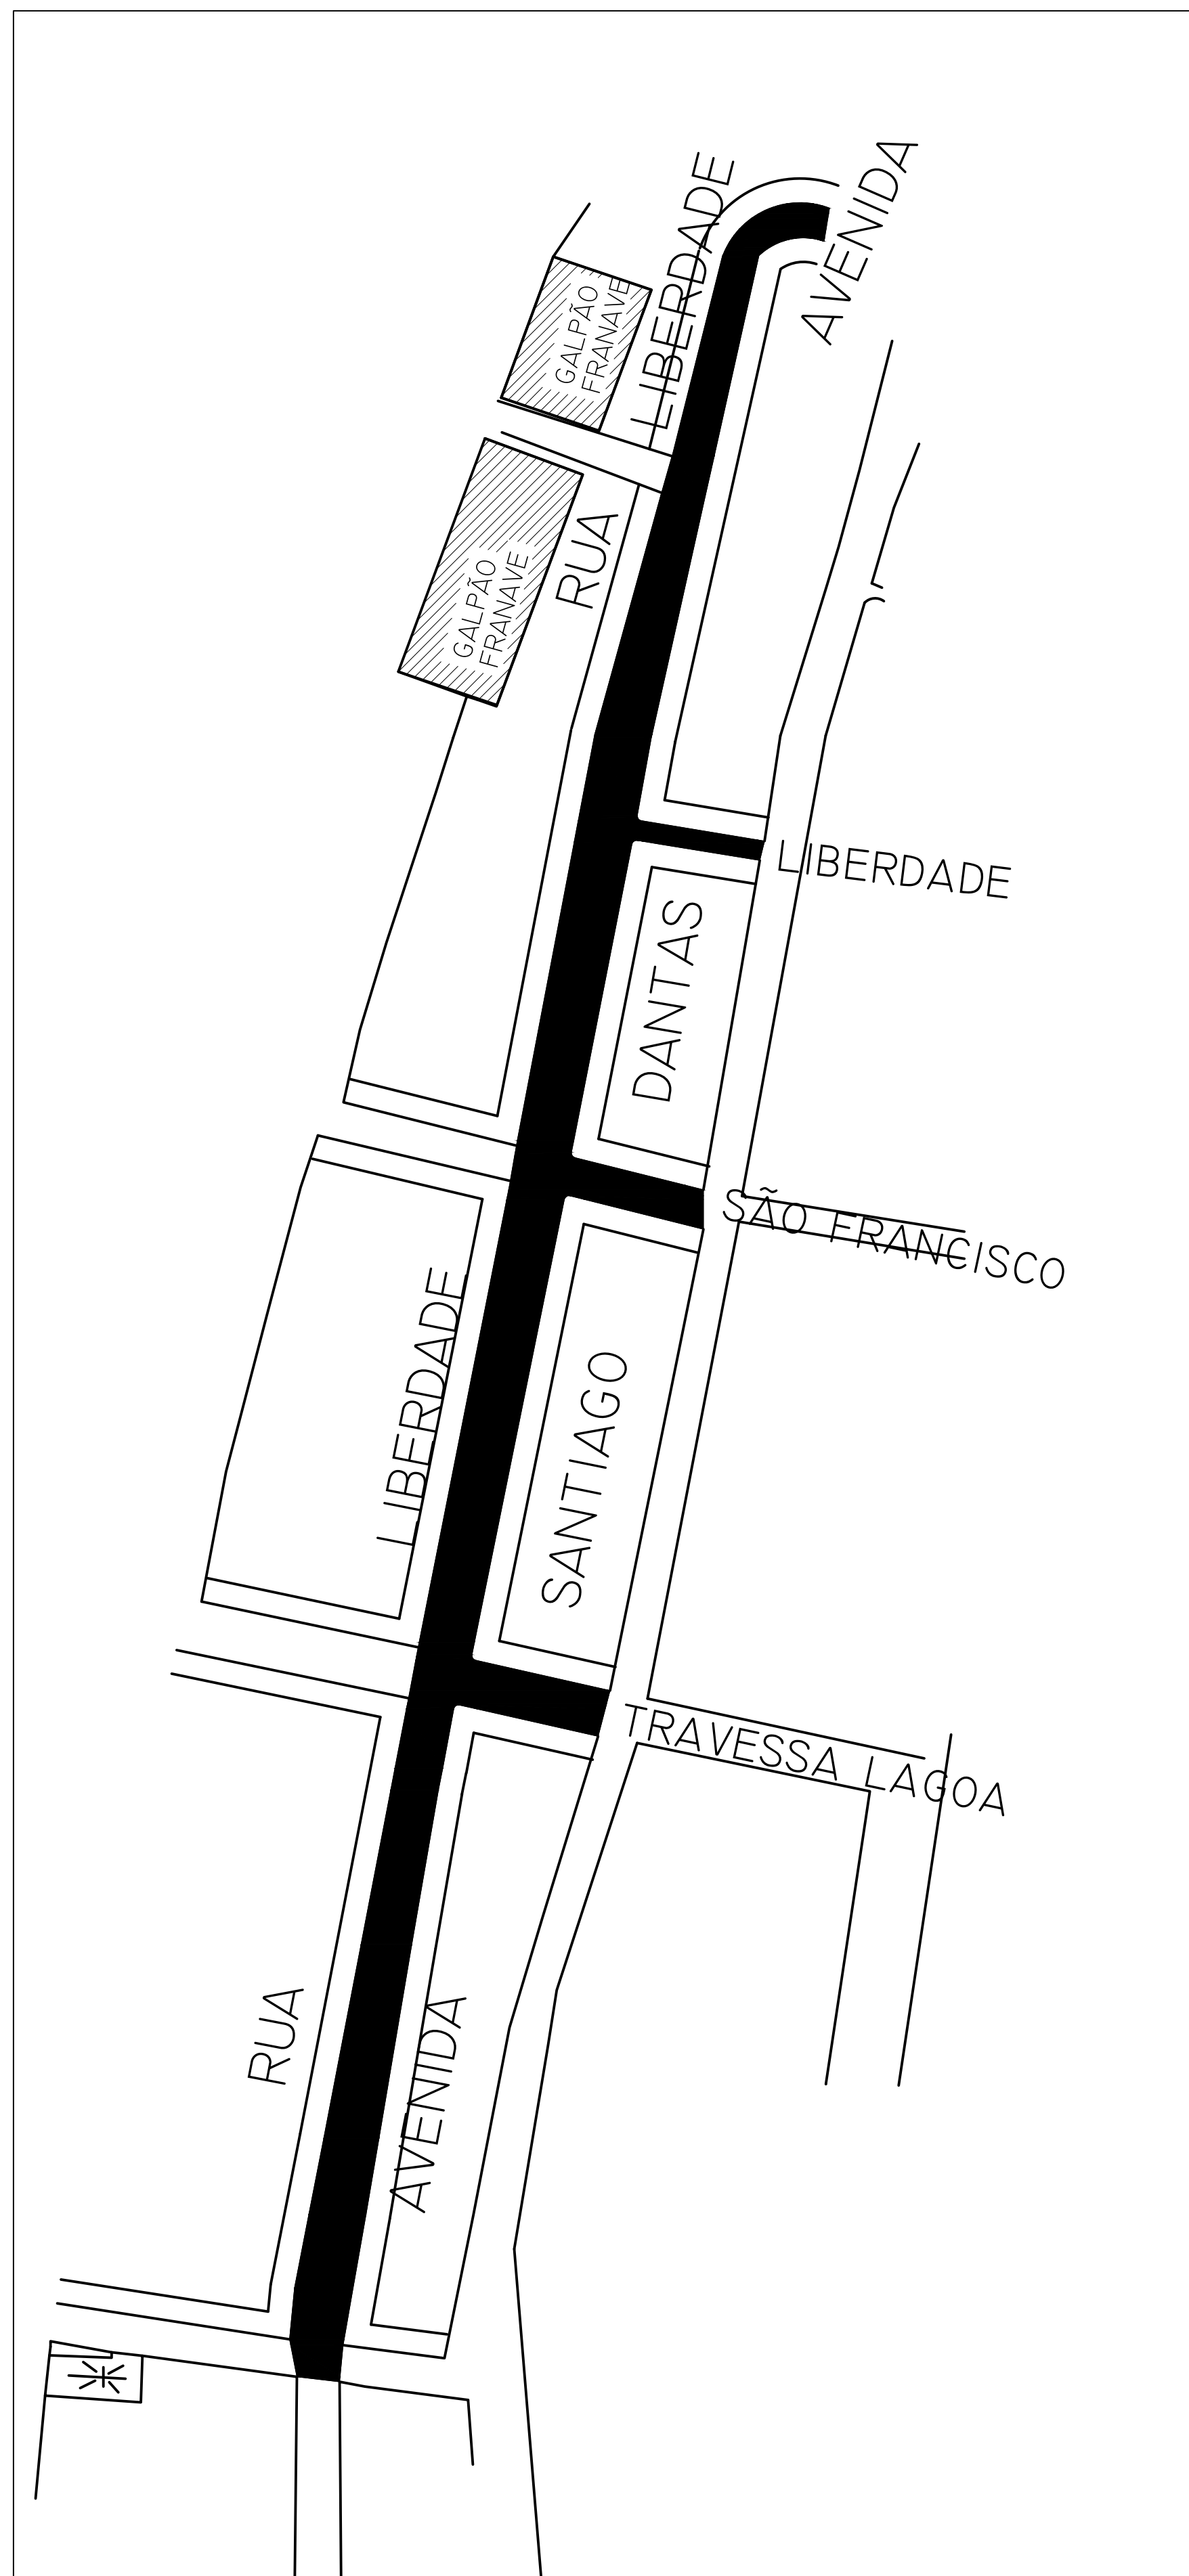 AVENIDA
LIBERDADE
GALPÃO
FRANAVE
RUA
GALPÃO
FRANAVE
LIBERDADE
DANTAS
SÃO FRANCISCO
LIBERDADE
SANTIAGO
TRAVESSA LAGOA
RUA
AVENIDA